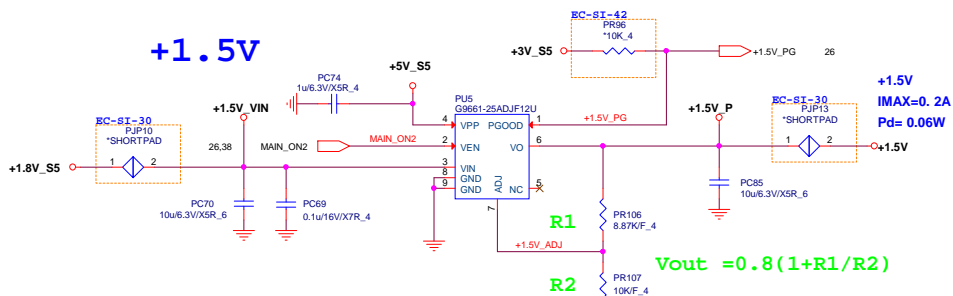 +1.5V
EC-SI-42
PR96
*10K_4
+3V_S5
+1.5V_PG
26
+5V_S5
PC74
1u/6.3V/X5R_4
PU5
G9661-25ADJF12U
+1.5V_VIN
+1.5V_P
EC-SI-30
PJP13
*SHORTPAD
+1.5V
IMAX=0. 2A
Pd= 0.06W
EC-SI-30
PJP10
*SHORTPAD
4
VPP
PGOOD
1
+1.5V_PG
26,38
MAIN_ON2
MAIN_ON2
2
VEN
VO
6
1
2
+1.5V
+1.8V_S5
1
2
3
VIN
8
GND
9
GND
ADJ
NC
5
7
PC70
10u/6.3V/X5R_6
PC69
0.1u/16V/X7R_4
PC85
10u/6.3V/X5R_6
R1
PR106
8.87K/F_4
+1.5V_ADJ
Vout =0.8(1+R1/R2)
R2
PR107
10K/F_4